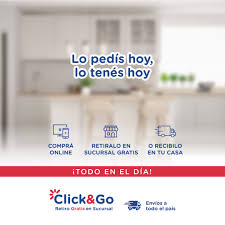 Lo pedís hoy,
lo tenés hoy
COMPRÁ
ONLINE
RETIRALO EN
SUCURSAL GRATIS
O RECIBILO
EN TU CASA
¡TODO EN EL DÍA!
Click&Go
Retiro Gratis en Sucursal
Envíos a
todo el país